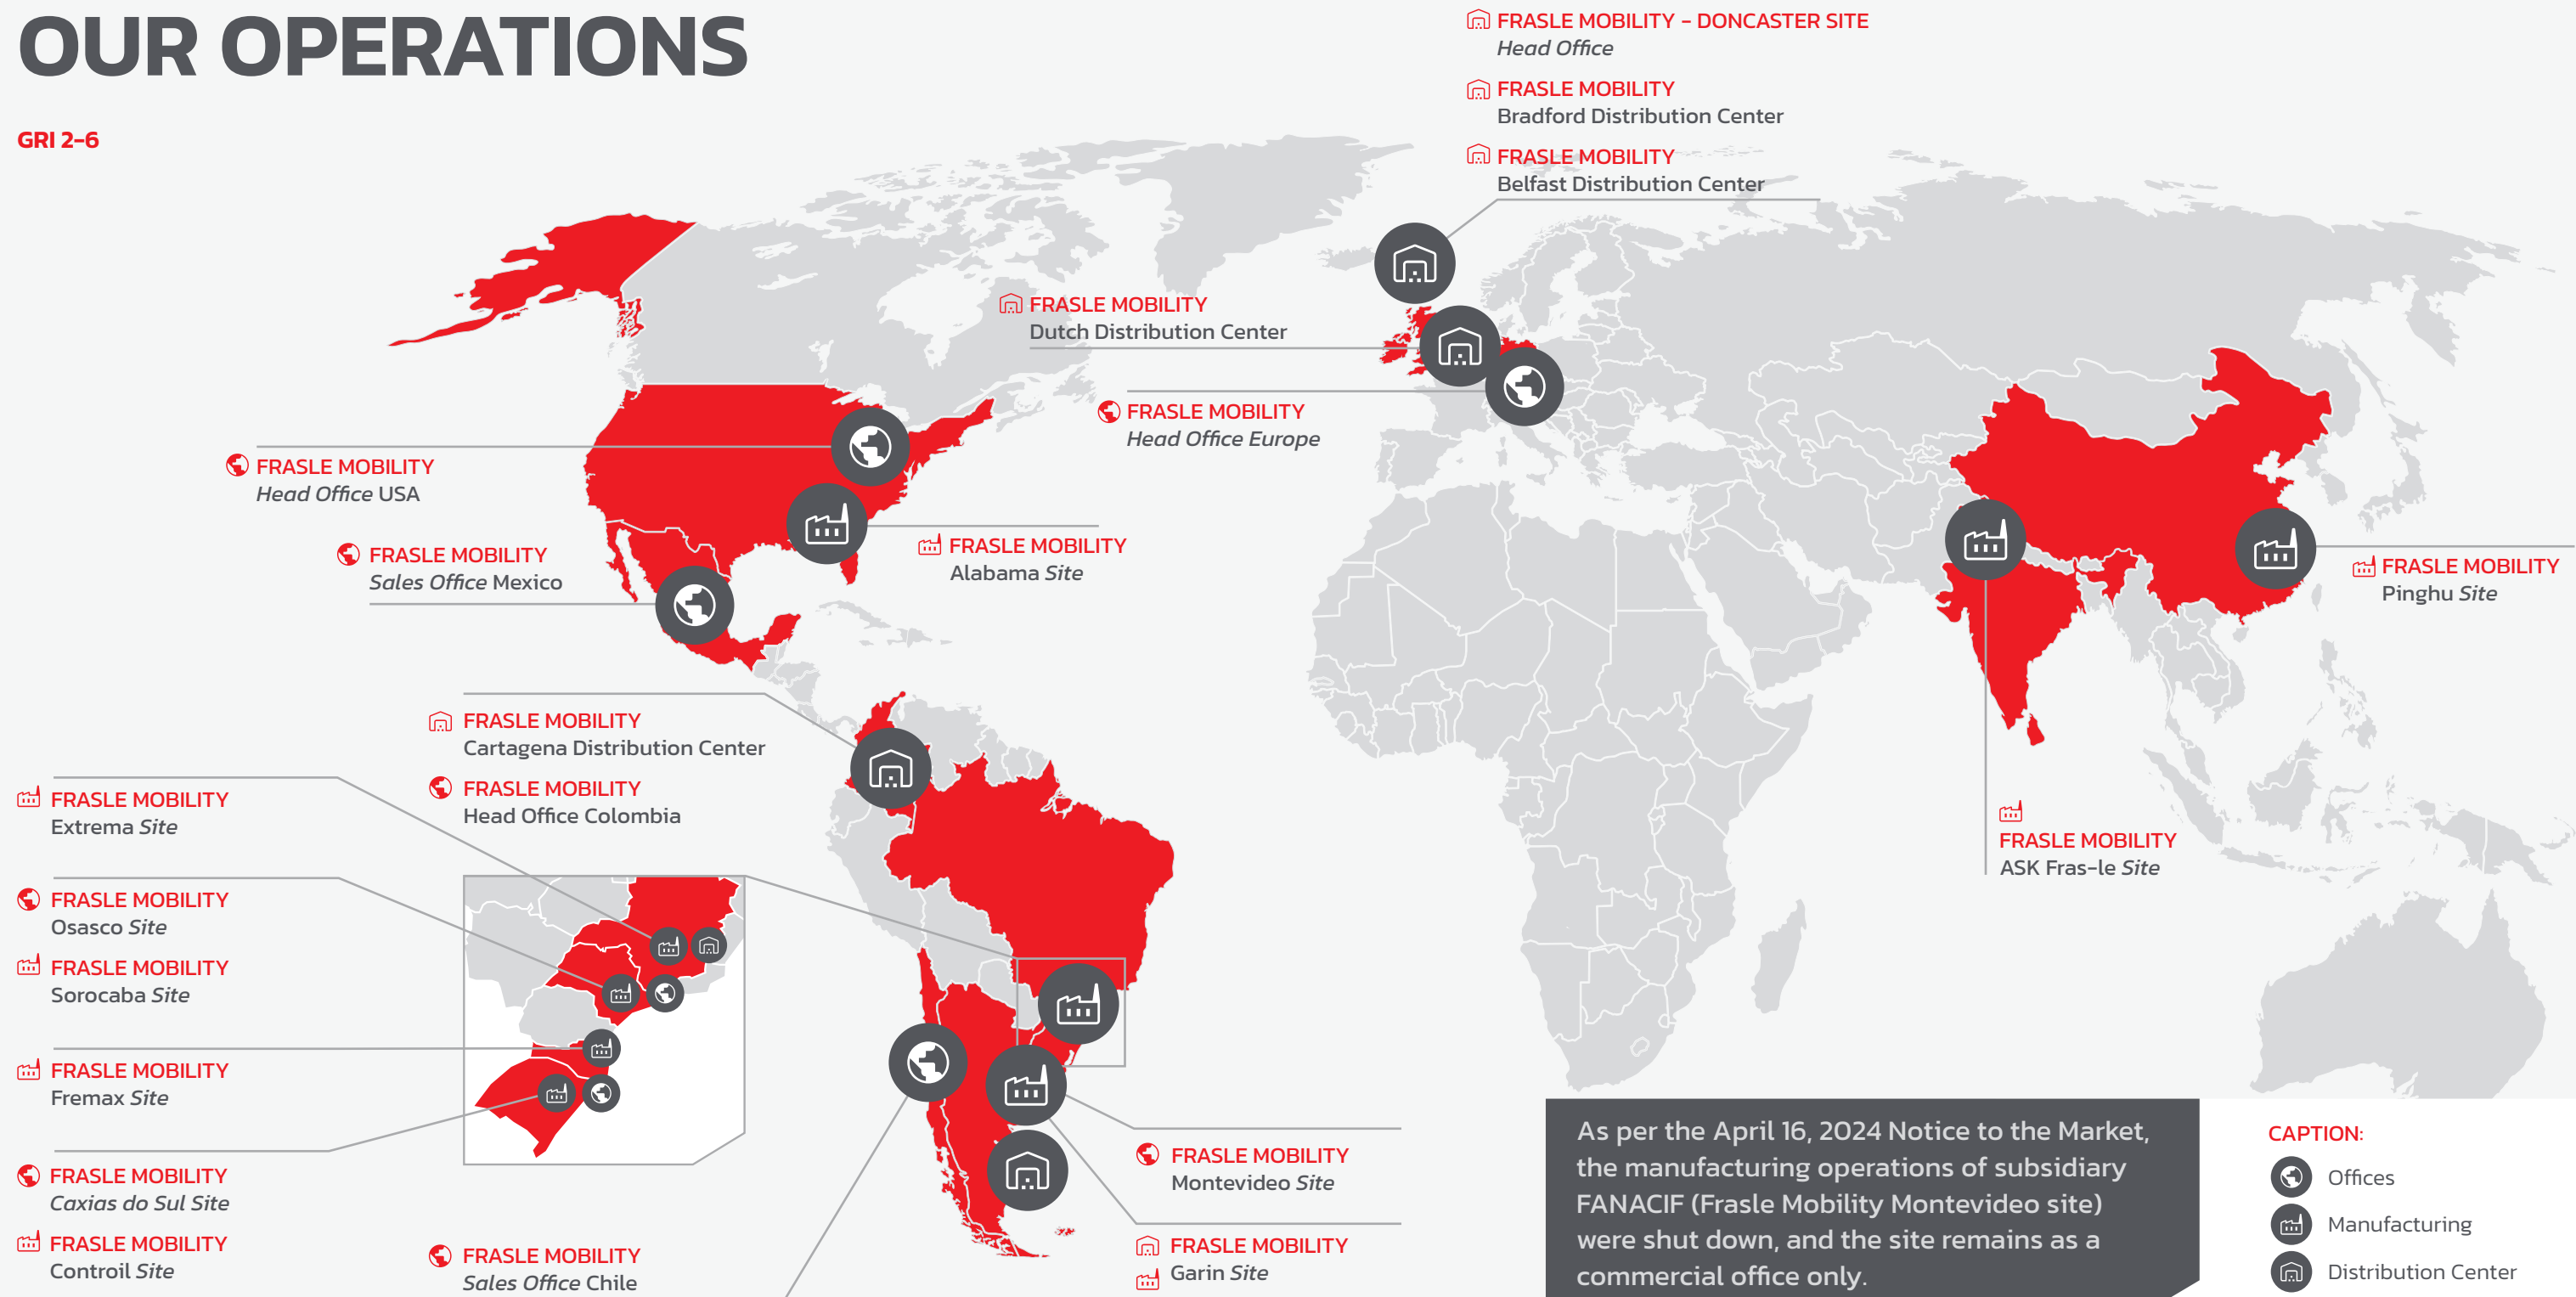 OUR OPERATIONS
GRI 2-6
FRASLE MOBILITY - DONCASTER SITE
Head Office
FRASLE MOBILITY
Bradford Distribution Center
FRASLE MOBILITY
Belfast Distribution Center
FRASLE MOBILITY
Dutch Distribution Center
FRASLE MOBILITY
Head Office Europe
FRASLE MOBILITY
Head Office USA
FRASLE MOBILITY
Sales Office Mexico
FRASLE MOBILITY
Alabama Site
FRASLE MOBILITY
Pinghu Site
FRASLE MOBILITY
ASK Fras-le Site
FRASLE MOBILITY
Cartagena Distribution Center
FRASLE MOBILITY
Head Office Colombia
FRASLE MOBILITY
Extrema Site
FRASLE MOBILITY
Osasco Site
FRASLE MOBILITY
Sorocaba Site
FRASLE MOBILITY
Fremax Site
FRASLE MOBILITY
Caxias do Sul Site
FRASLE MOBILITY
Controil Site
FRASLE MOBILITY
Sales Office Chile
FRASLE MOBILITY
Montevideo Site
FRASLE MOBILITY
Garin Site
As per the April 16, 2024 Notice to the Market,
the manufacturing operations of subsidiary
FANACIF (Frasle Mobility Montevideo site)
were shut down, and the site remains as a
commercial office only.
CAPTION:
Offices
Manufacturing
Distribution Center